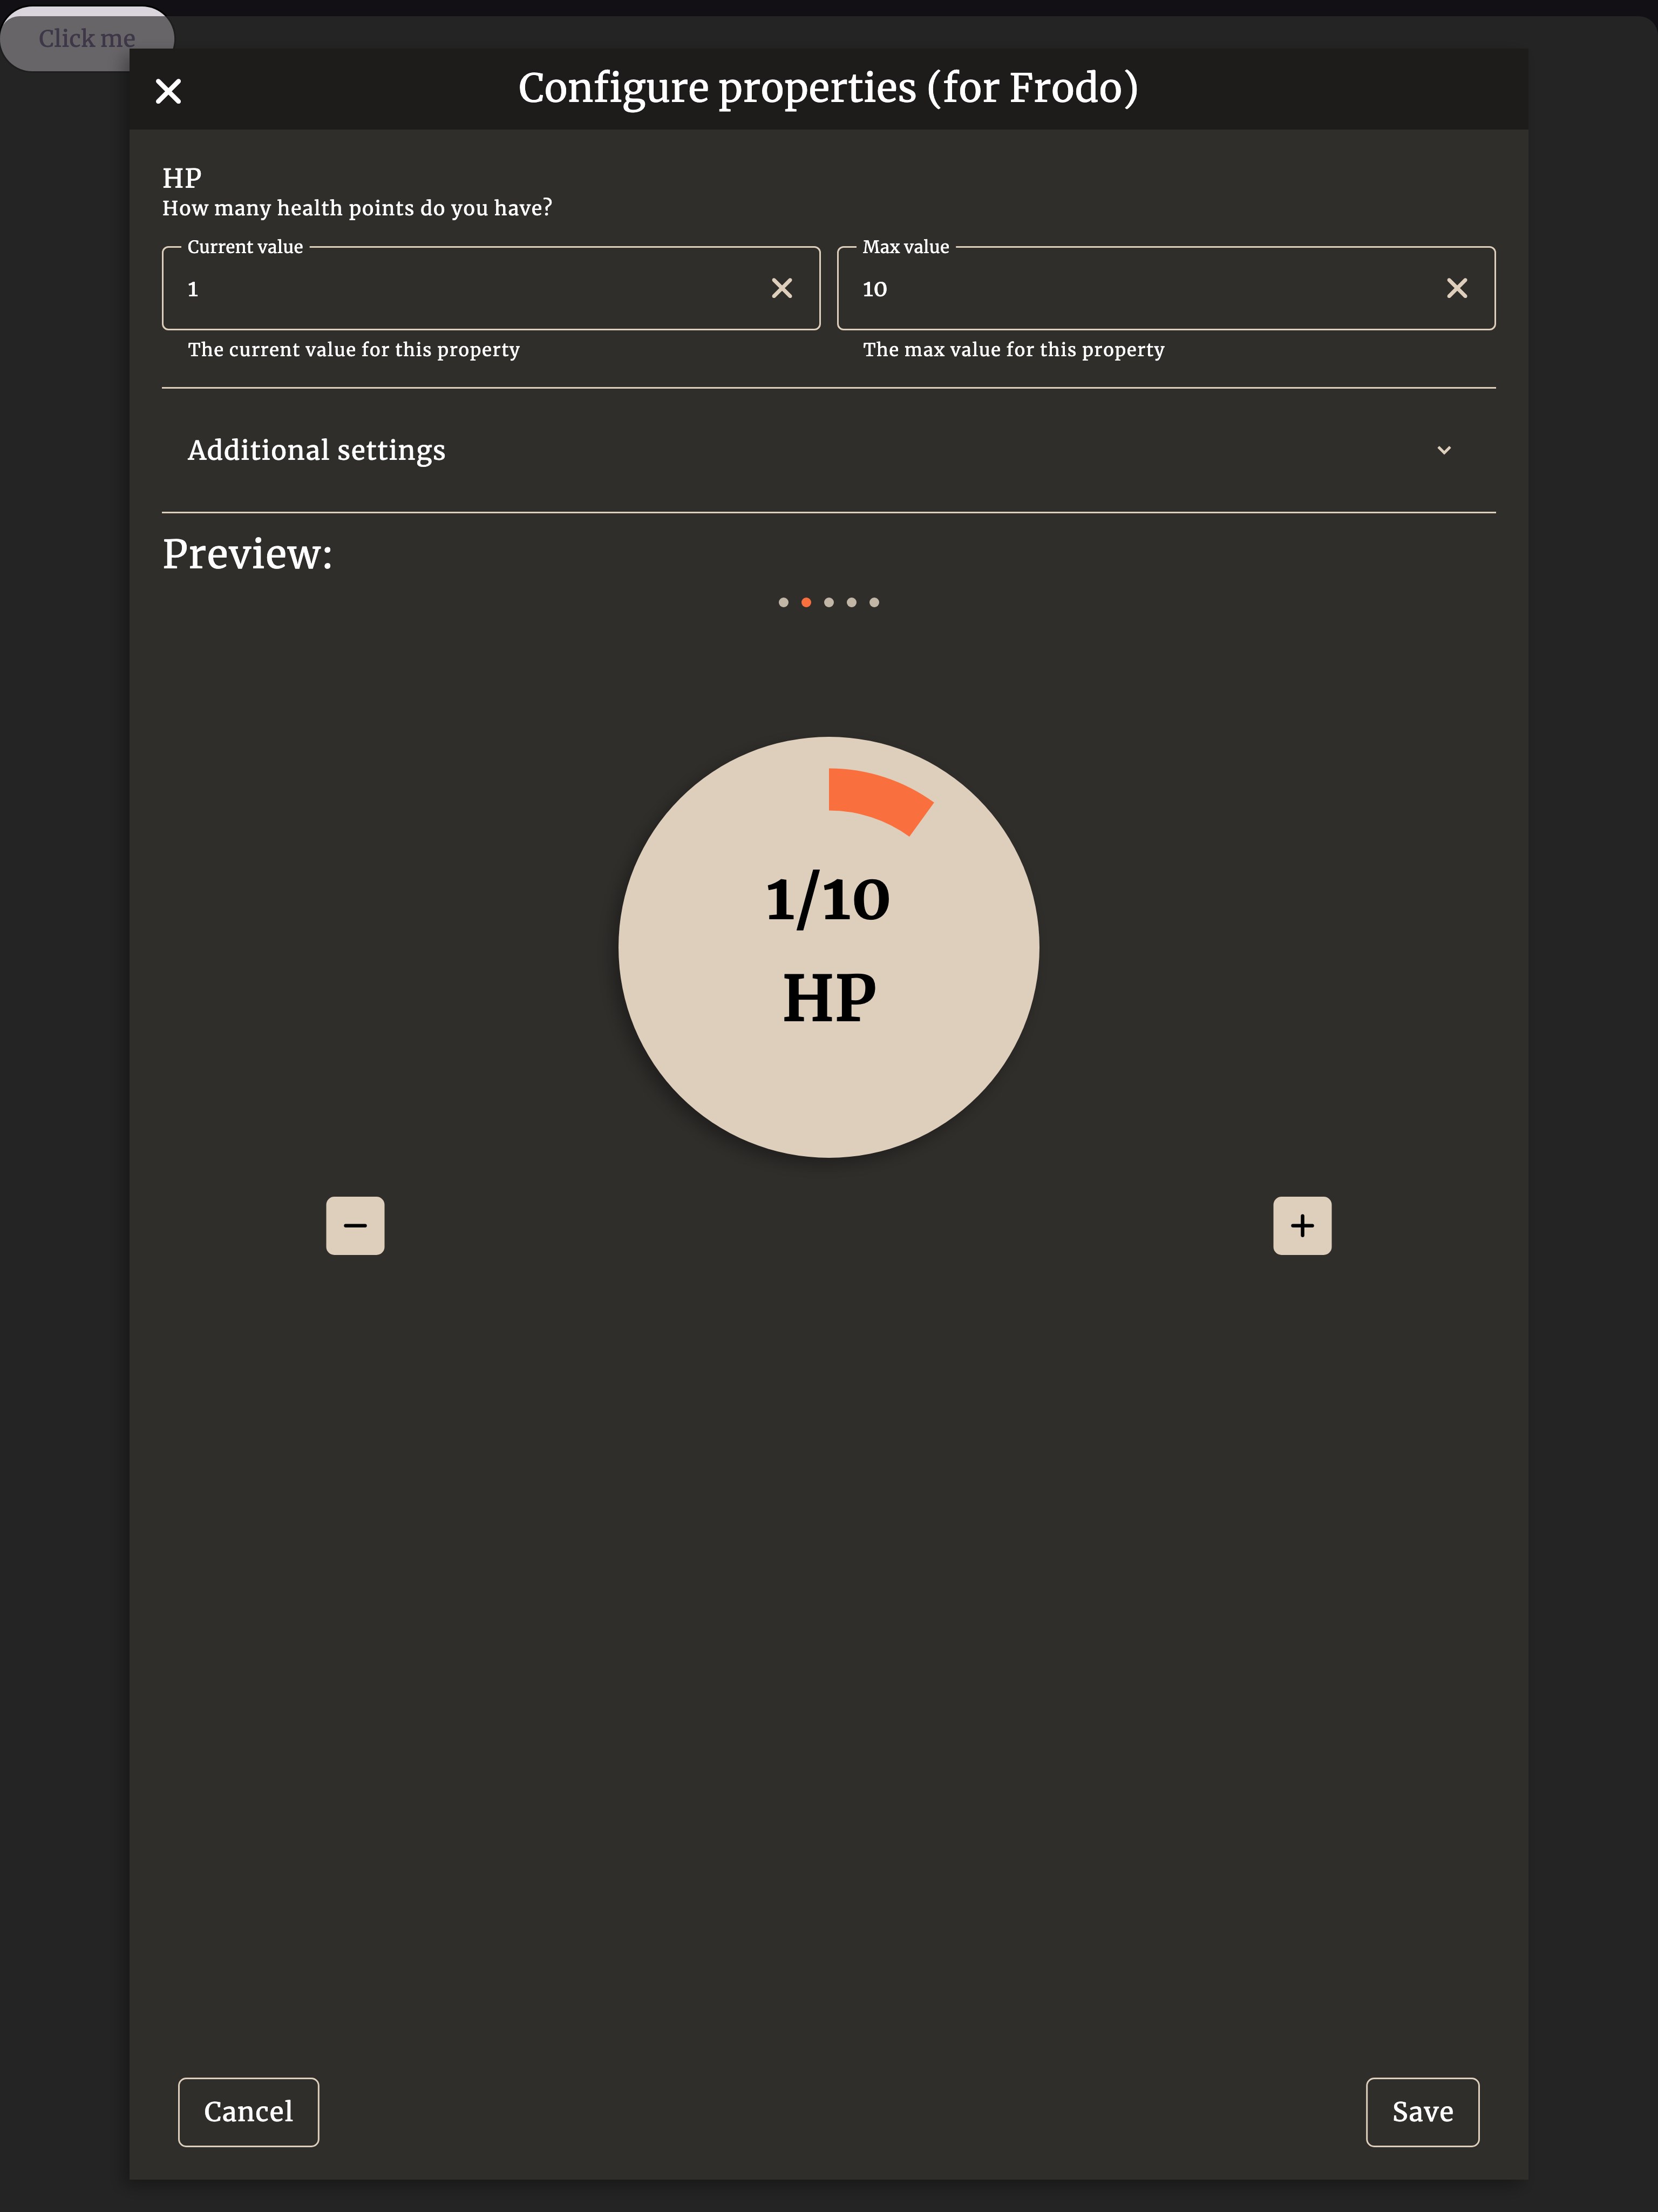 Click me
Configure properties (for Frodo)
HP
How many health points do you have?
Current value
1
The current value for this property
Max value
10
The max value for this property
Additional settings
Preview:
1/10
HP
Cancel
Save